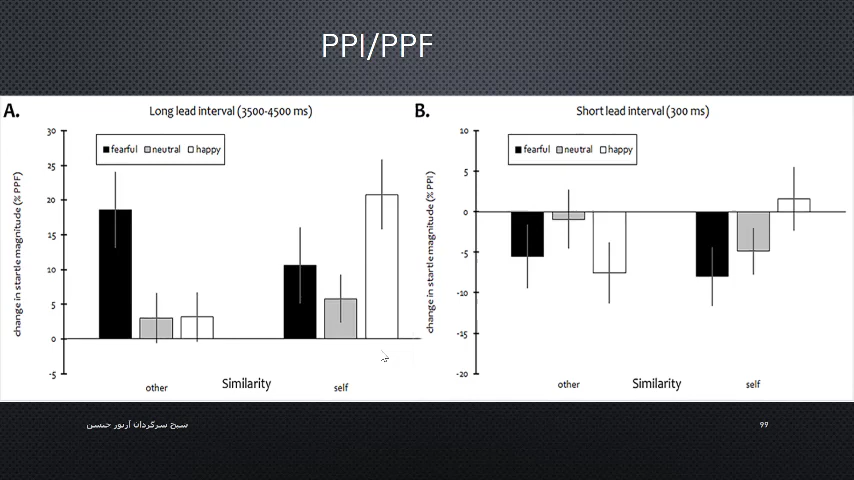 PPI/PPF
A.
Long lead interval (3500-4500 ms)
change in startle magnitude (% PPF)
30
25
20
15
10
5
0
-5
fearful
neutral
happy
other
Similarity
self
B.
Short lead interval (300 ms)
change in startle magnitude (% PPI)
10
5
0
-5
-10
-15
-20
fearful
neutral
happy
other
Similarity
self
99